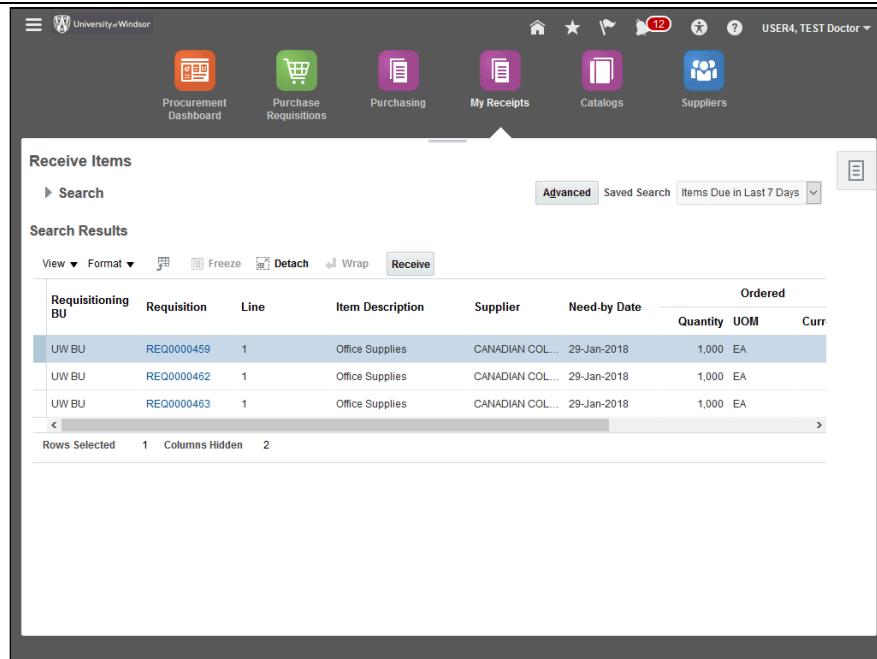 University of Windsor
12
USER4, TEST Doctor
Procurement Dashboard
Purchase Requisitions
Purchasing
My Receipts
Catalogs
Suppliers
Receive Items
Search
Advanced Saved Search Items Due in Last 7 Days
Search Results
View Format Freeze Detach Wrap Receive
Requisitioning BU Requisition Line Item Description Supplier Need-by Date Ordered
Quantity UOM Curr
UW BU REQ0000459 1 Office Supplies CANADIAN COL... 29-Jan-2018 1,000 EA
UW BU REQ0000462 1 Office Supplies CANADIAN COL... 29-Jan-2018 1,000 EA
UW BU REQ0000463 1 Office Supplies CANADIAN COL... 29-Jan-2018 1,000 EA
Rows Selected 1 Columns Hidden 2